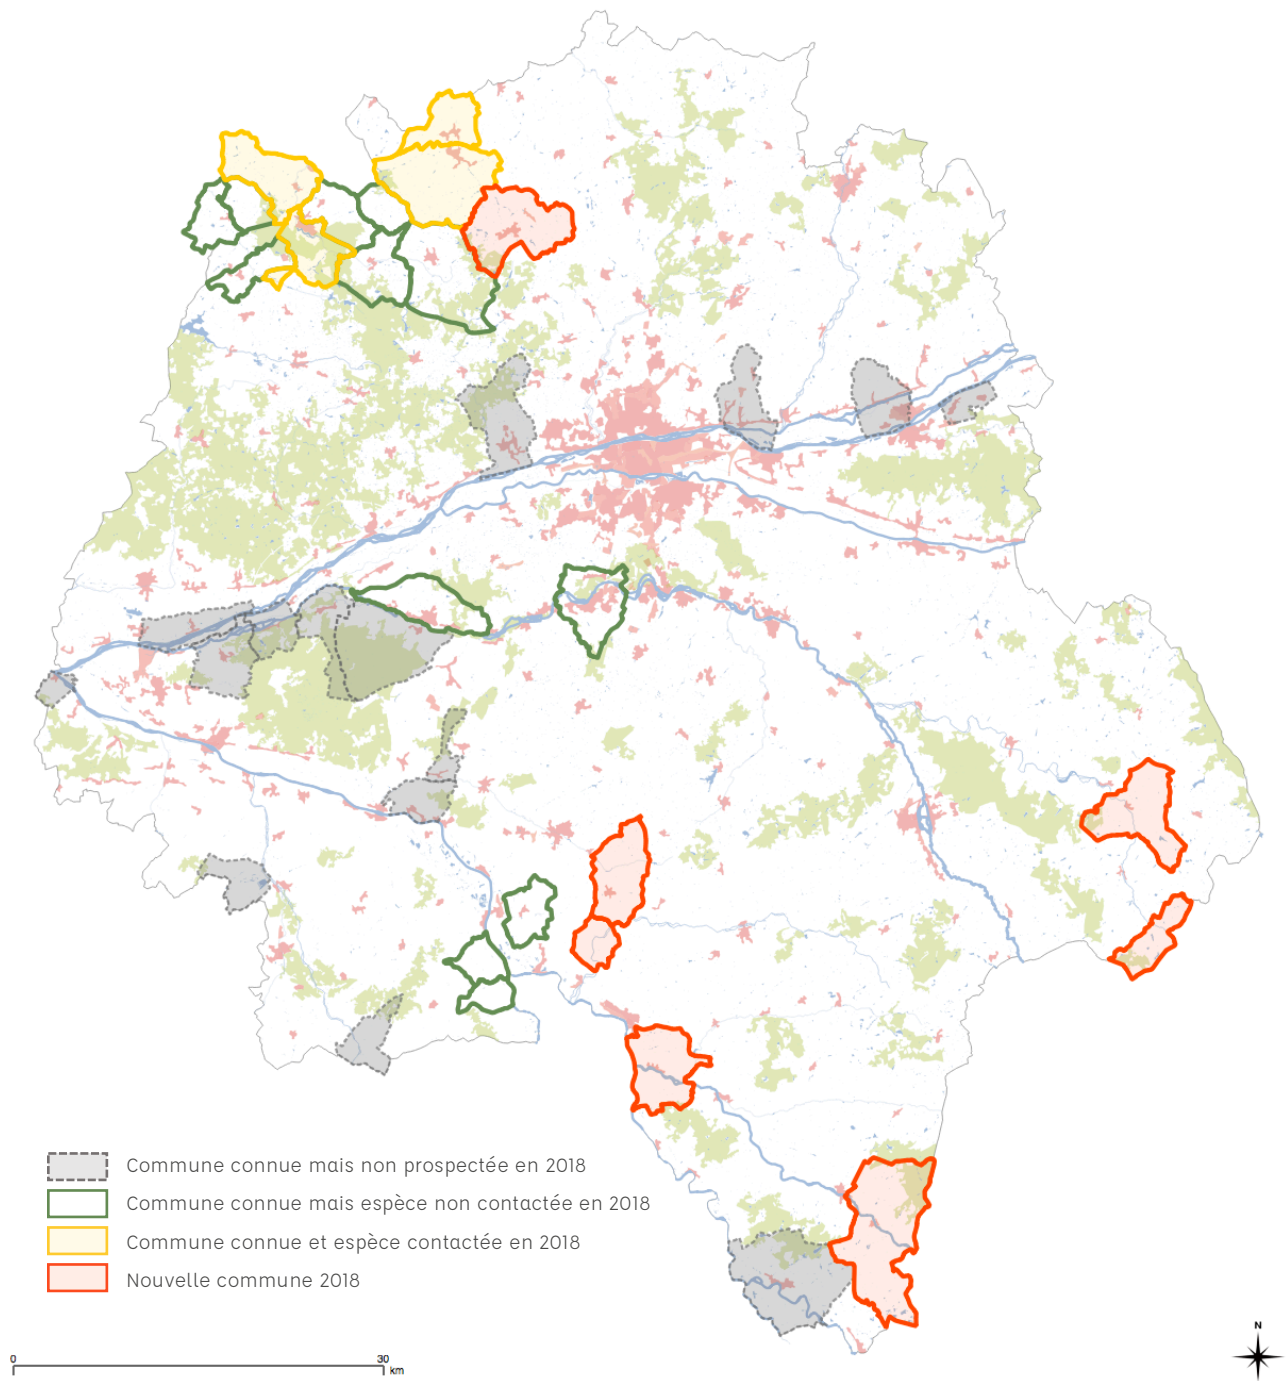 Commune connue mais non prospectée en 2018
Commune connue mais espèce non contactée en 2018
Commune connue et espèce contactée en 2018
Nouvelle commune 2018
0 30
km
N